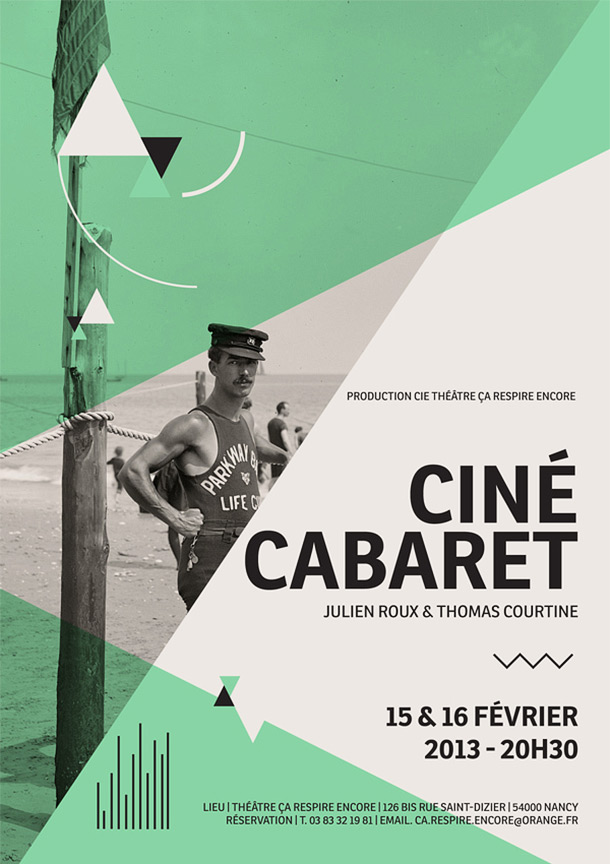 PARKWAY B
LIFE G
PRODUCTION CIE THÉÂTRE ÇA RESPIRE ENCORE
CINÉ
CABARET
JULIEN ROUX & THOMAS COURTINE
15 & 16 FÉVRIER
2013 - 20H30
LIEU | THÉÂTRE ÇA RESPIRE ENCORE | 126 BIS RUE SAINT-DIZIER | 54000 NANCY
RÉSERVATION | T. 03 83 32 19 81 | EMAIL. CA.RESPIRE.ENCORE@ORANGE.FR